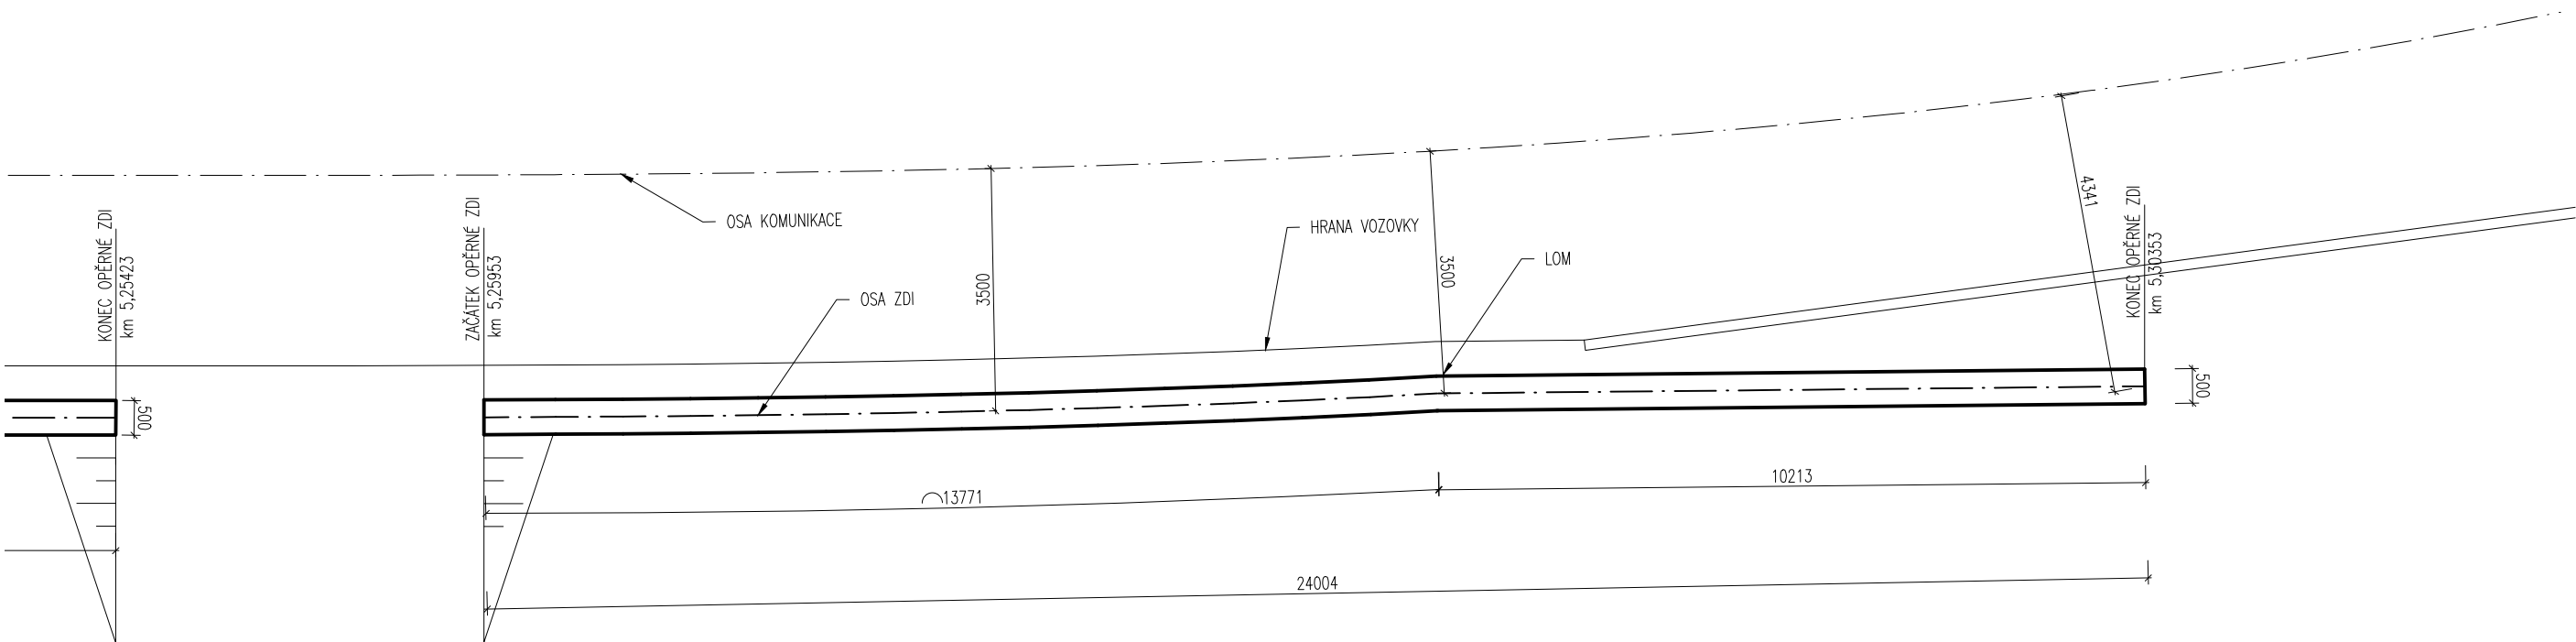 KONEC OPĚRNÉ ZDI
km 5,25423
500
ZAČÁTEK OPĚRNÉ ZDI
km 5,25953
OSA KOMUNIKACE
OSA ZDI
3500
HRANA VOZOVKY
3500
LOM
4341
KONEC OPĚRNÉ ZDI
km 5,30353
500
13771
10213
24004